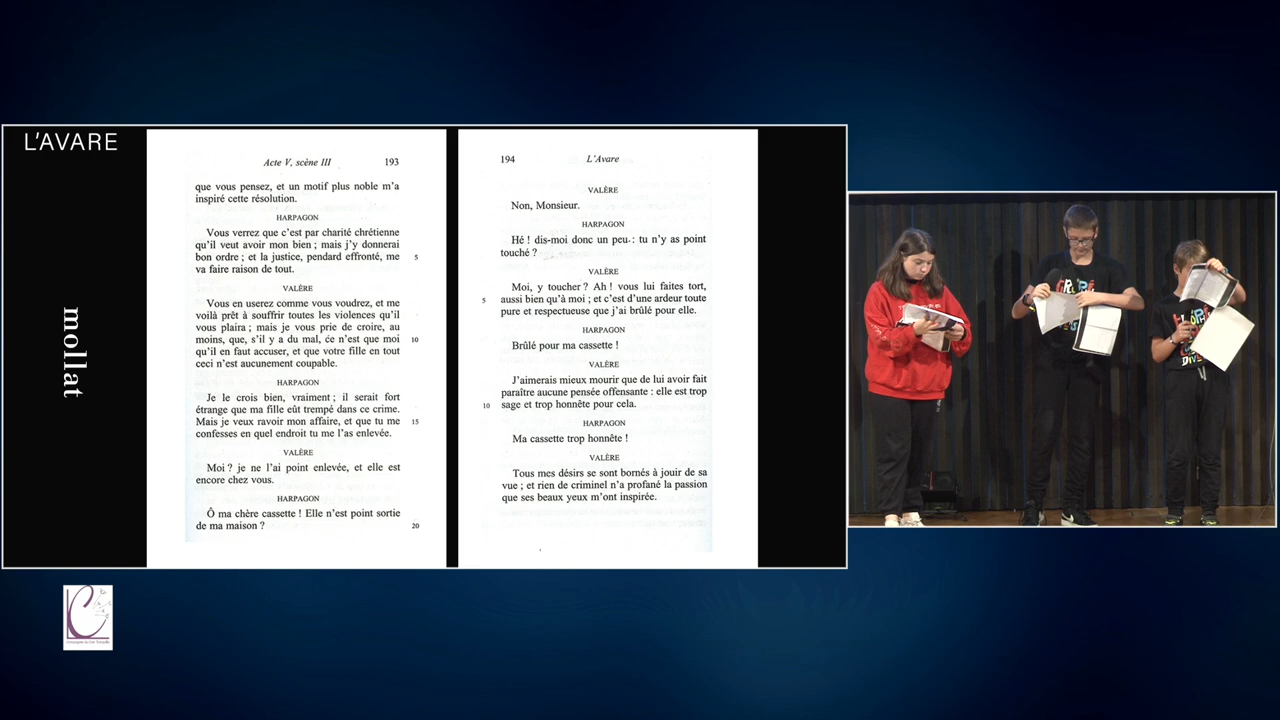 L'AVARE
mollat
Acte V, scène III 193
que vous pensez, et un motif plus noble m'a
inspiré cette résolution.
HARPAGON
Vous verrez que c'est par charité chrétienne
qu'il veut avoir mon bien ; mais j'y donnerai
bon ordre ; et la justice, pendard effronté, me 5
va faire raison de tout.
VALÈRE
Vous en userez comme vous voudrez, et me
voilà prêt à souffrir toutes les violences qu'il
vous plaira ; mais je vous prie de croire, au
moins, que, s'il y a du mal, ce n'est que moi 10
qu'il en faut accuser, et que votre fille en tout
ceci n'est aucunement coupable.
HARPAGON
Je le crois bien, vraiment ; il serait fort
étrange que ma fille eût trempé dans ce crime.
Mais je veux ravoir mon affaire, et que tu me 15
confesses en quel endroit tu me l'as enlevée.
VALÈRE
Moi ? je ne l'ai point enlevée, et elle est
encore chez vous.
HARPAGON
Ô ma chère cassette ! Elle n'est point sortie
de ma maison ? 20
194 L'Avare
VALÈRE
Non, Monsieur.
HARPAGON
Hé ! dis-moi donc un peu : tu n'y as point
touché ?
VALÈRE
Moi, y toucher ? Ah ! vous lui faites tort,
5 aussi bien qu'à moi ; et c'est d'une ardeur toute
pure et respectueuse que j'ai brûlé pour elle.
HARPAGON
Brûlé pour ma cassette !
VALÈRE
J'aimerais mieux mourir que de lui avoir fait
paraître aucune pensée offensante : elle est trop
10 sage et trop honnête pour cela.
HARPAGON
Ma cassette trop honnête !
VALÈRE
Tous mes désirs se sont bornés à jouir de sa
vue ; et rien de criminel n'a profané la passion
que ses beaux yeux m'ont inspirée.